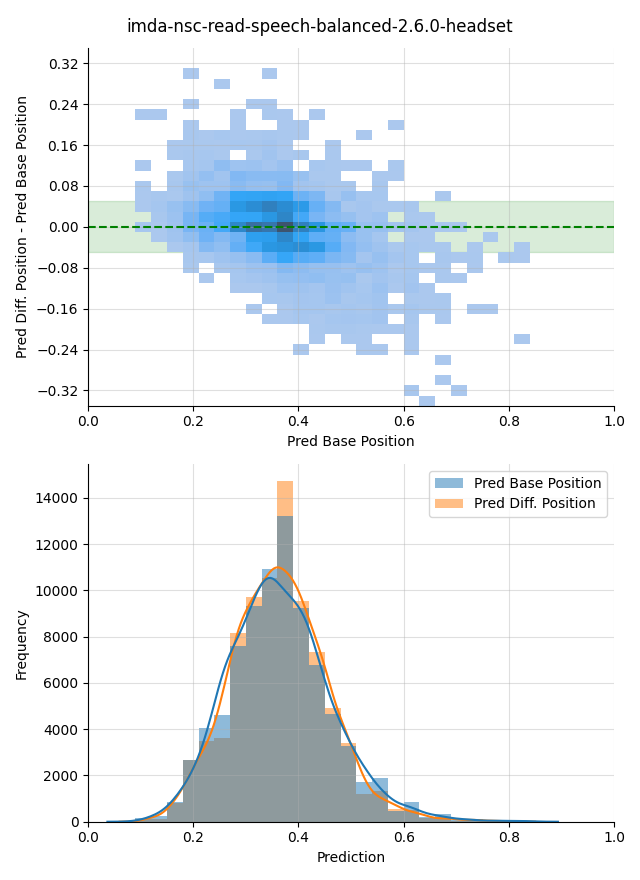 imda-nsc-read-speech-balanced-2.6.0-headset
0.32
0.24
0.16
0.08
0.00
−0.08
−0.16
−0.24
−0.32
Pred Diff. Position - Pred Base Position
0.0 0.2 0.4 0.6 0.8 1.0
Pred Base Position
Pred Base Position
Pred Diff. Position
14000
12000
10000
8000
6000
4000
2000
0
Frequency
0.0 0.2 0.4 0.6 0.8 1.0
Prediction